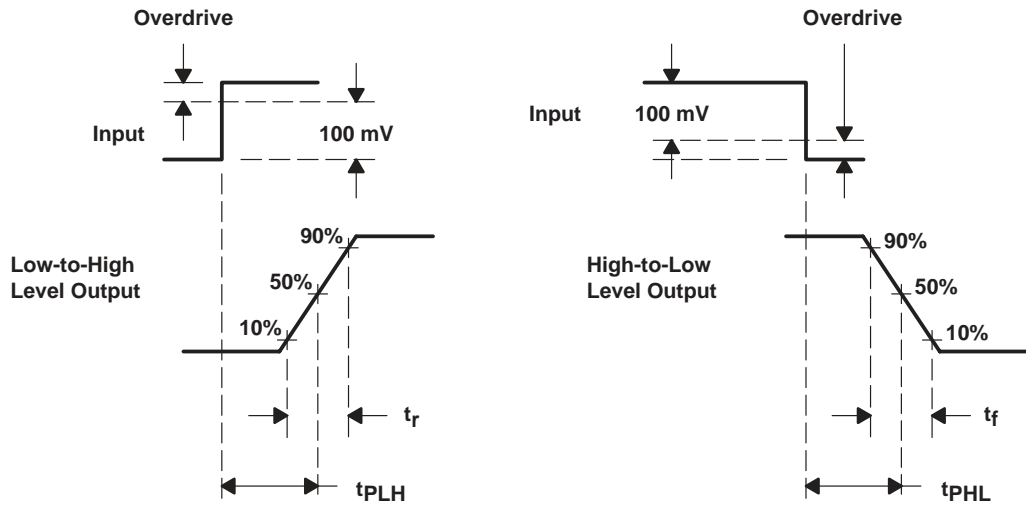 Overdrive
Input
100 mV
Low-to-High
Level Output
90%
50%
10%
tr
tPLH
Overdrive
Input
100 mV
High-to-Low
Level Output
90%
50%
10%
tf
tPHL